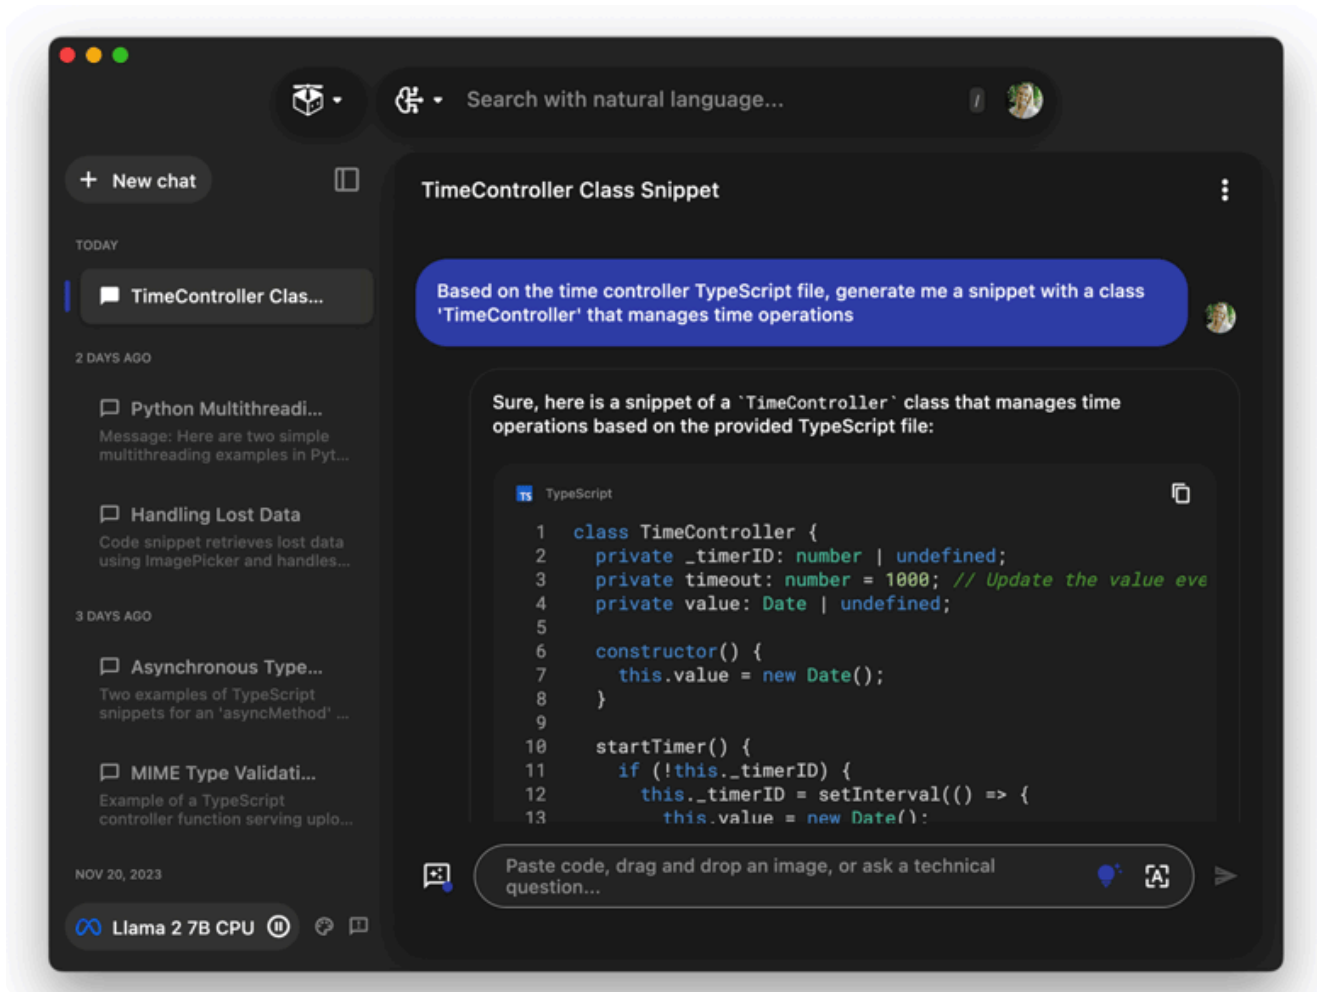 Search with natural language...
/
New chat
TODAY
TimeController Clas...
2 DAYS AGO
Python Multithreadi...
Message: Here are two simple
multithreading examples in Pyt...
Handling Lost Data
Code snippet retrieves lost data
using ImagePicker and handles...
3 DAYS AGO
Asynchronous Type...
Two examples of TypeScript
snippets for an 'asyncMethod' ...
MIME Type Validati...
Example of a TypeScript
controller function serving uplo...
NOV 20, 2023
Llama 2 7B CPU
TimeController Class Snippet
Based on the time controller TypeScript file, generate me a snippet with a class
'TimeController' that manages time operations
Sure, here is a snippet of a `TimeController` class that manages time
operations based on the provided TypeScript file:
TS TypeScript
1 class TimeController {
2 private _timerID: number | undefined;
3 private timeout: number = 1000; // Update the value eve
4 private value: Date | undefined;
5
6 constructor() {
7 this.value = new Date();
8 }
9
10 startTimer() {
11 if (!this._timerID) {
12 this._timerID = setInterval(() => {
13 this.value = new Date();
Paste code, drag and drop an image, or ask a technical
question...
A